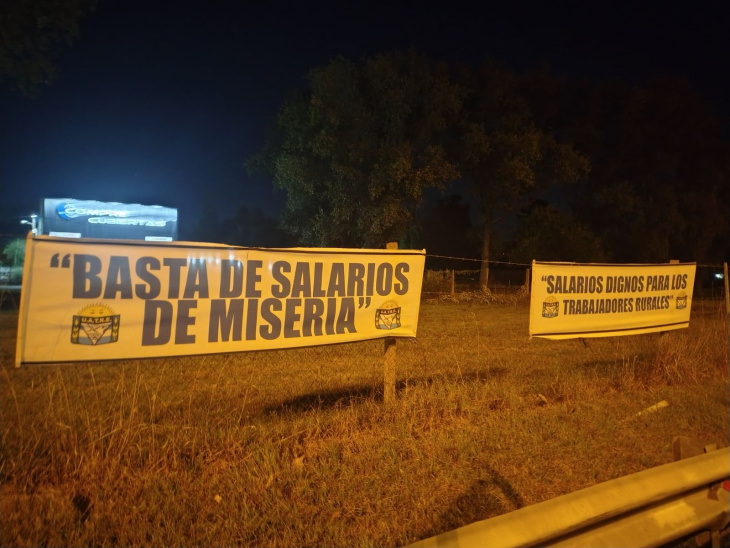 COMPRE
CUBIERTAS
"BASTA DE SALARIOS
DE MISERIA"
U.A.T.R.E.
"SALARIOS DIGNOS PARA LOS
TRABAJADORES RURALES"